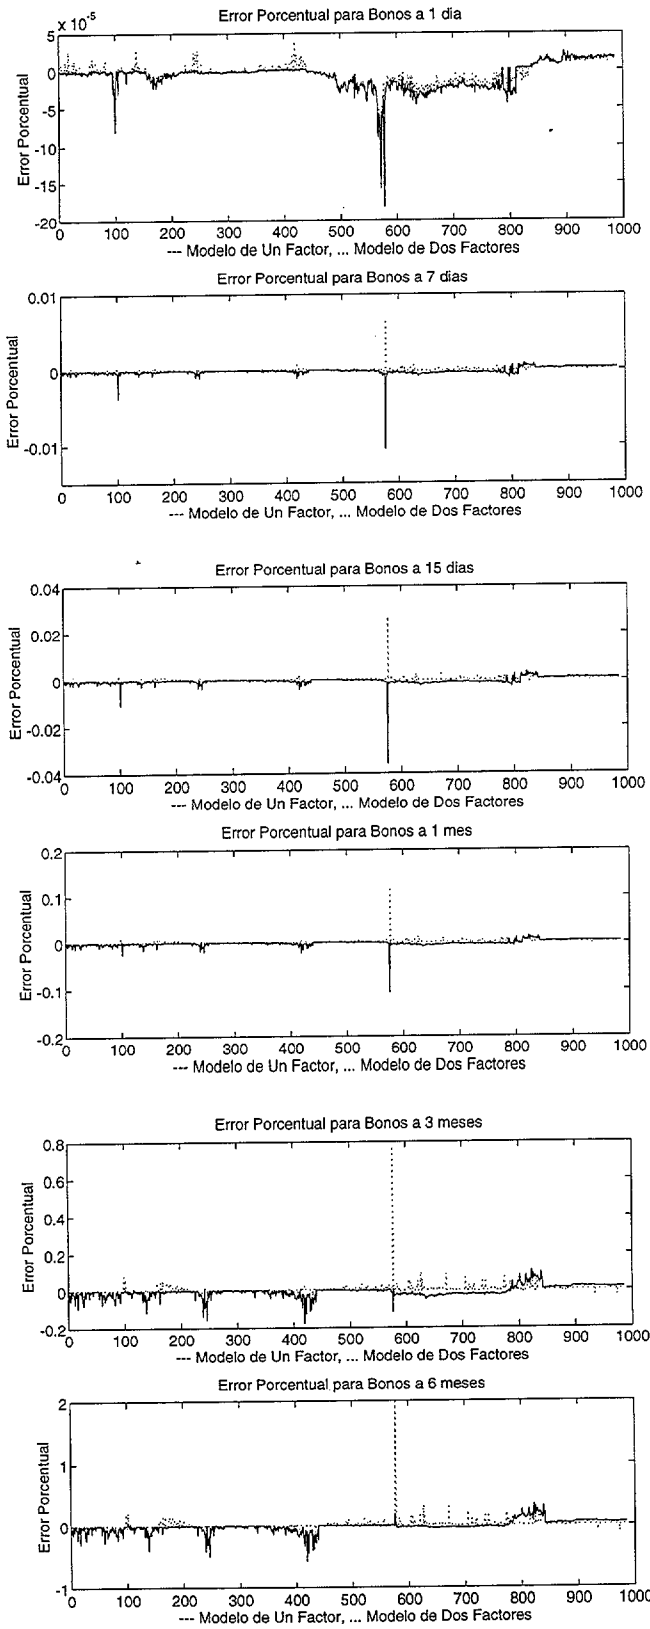 Error Porcentual para Bonos a 1 dia
x 10^-5
5
0
-5
-10
-15
-20
Error Porcentual
0 100 200 300 400 500 600 700 800 900 1000
--- Modelo de Un Factor, ... Modelo de Dos Factores
Error Porcentual para Bonos a 7 dias
0.01
0
-0.01
Error Porcentual
0 100 200 300 400 500 600 700 800 900 1000
--- Modelo de Un Factor, ... Modelo de Dos Factores
Error Porcentual para Bonos a 15 dias
0.04
0.02
0
-0.02
-0.04
Error Porcentual
0 100 200 300 400 500 600 700 800 900 1000
--- Modelo de Un Factor, ... Modelo de Dos Factores
Error Porcentual para Bonos a 1 mes
0.2
0.1
0
-0.1
-0.2
Error Porcentual
0 100 200 300 400 500 600 700 800 900 1000
--- Modelo de Un Factor, ... Modelo de Dos Factores
Error Porcentual para Bonos a 3 meses
0.8
0.6
0.4
0.2
0
-0.2
Error Porcentual
0 100 200 300 400 500 600 700 800 900 1000
--- Modelo de Un Factor, ... Modelo de Dos Factores
Error Porcentual para Bonos a 6 meses
2
1
0
-1
Error Porcentual
0 100 200 300 400 500 600 700 800 900 1000
--- Modelo de Un Factor, ... Modelo de Dos Factores